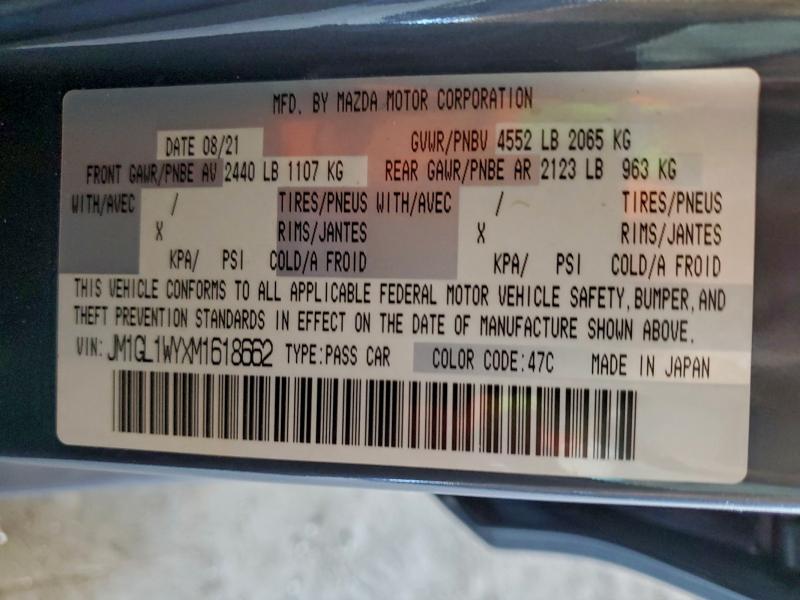 MFD. BY MAZDA MOTOR CORPORATION
DATE 08/21 GVWR/PNBV 4552 LB 2065 KG
FRONT GAWR/PNBE AV 2440 LB 1107 KG REAR GAWR/PNBE AR 2123 LB 963 KG
WITH/AVEC / TIRES/PNEUS WITH/AVEC / TIRES/PNEUS
X RIMS/JANTES X RIMS/JANTES
KPA/ PSI COLD/A FROID KPA/ PSI COLD/A FROID
THIS VEHICLE CONFORMS TO ALL APPLICABLE FEDERAL MOTOR VEHICLE SAFETY, BUMPER, AND
THEFT PREVENTION STANDARDS IN EFFECT ON THE DATE OF MANUFACTURE SHOWN ABOVE.
VIN: JM1GL1WYXM1618662 TYPE:PASS CAR COLOR CODE:47C MADE IN JAPAN